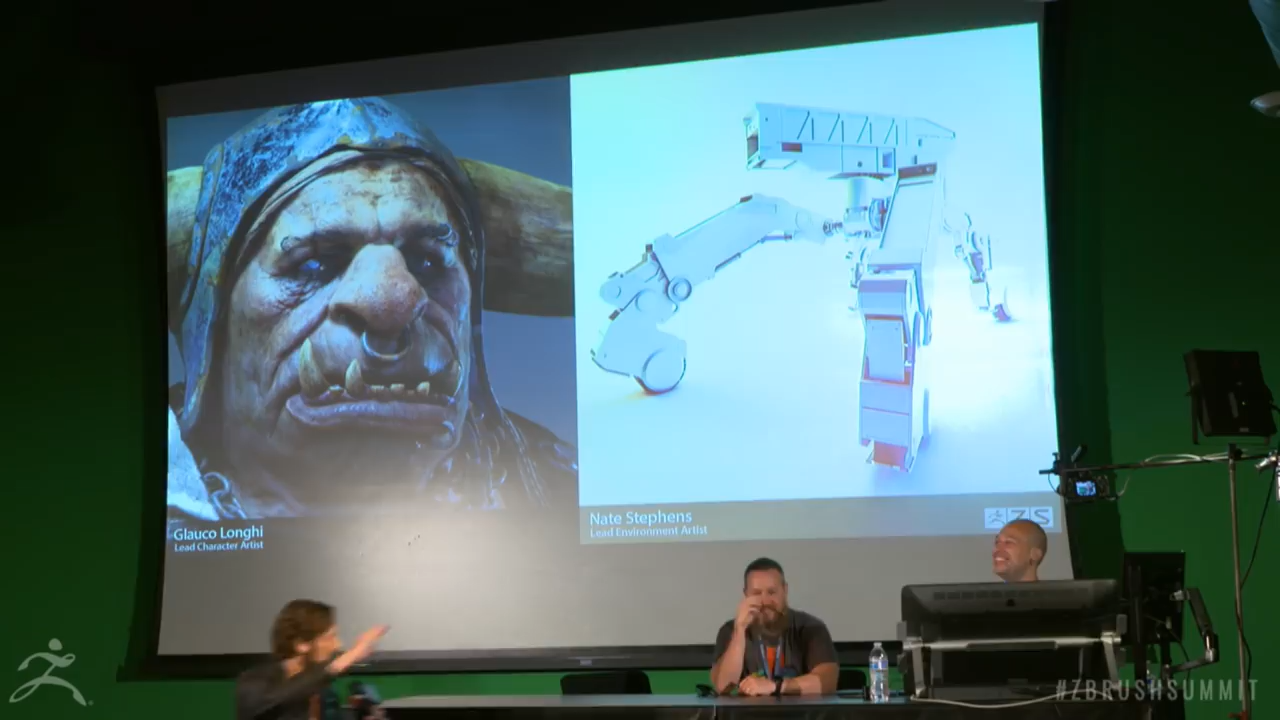 Glauco Longhi
Lead Character Artist
Nate Stephens
Lead Environment Artist
ZS
#ZBRUSHSUMMIT